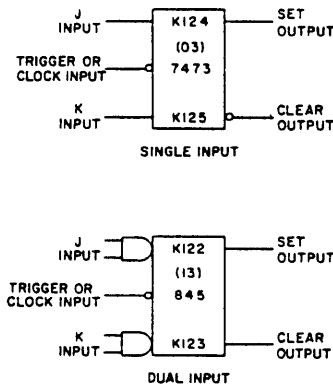 J
INPUT
K124
SET
OUTPUT
(03)
TRIGGER OR
CLOCK INPUT
7473
K
INPUT
K125
CLEAR
OUTPUT
SINGLE INPUT
J
INPUT
K122
SET
OUTPUT
(13)
TRIGGER OR
CLOCK INPUT
845
K
INPUT
K123
CLEAR
OUTPUT
DUAL INPUT